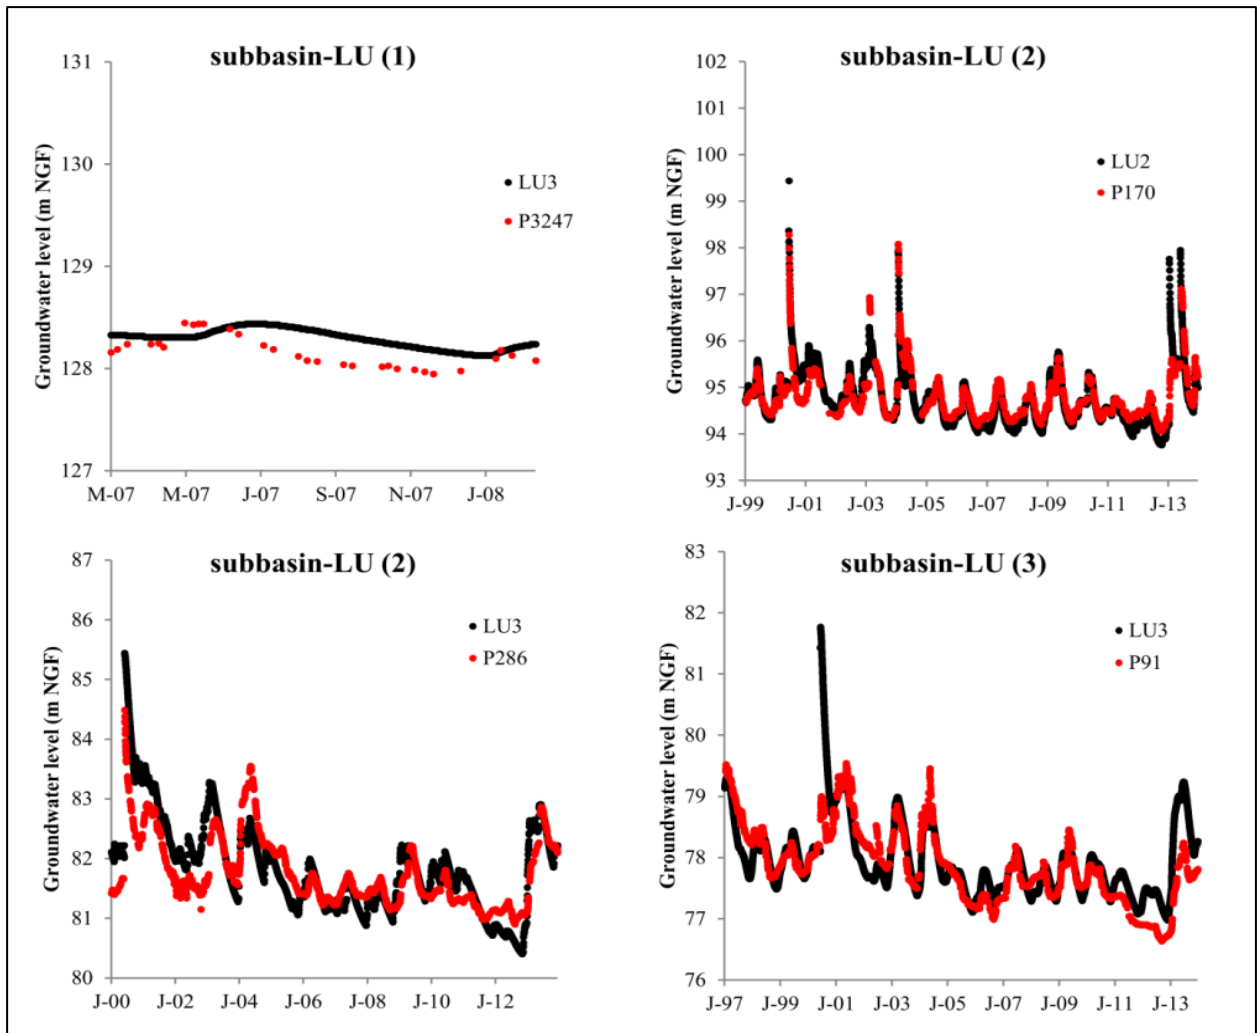 subbasin-LU (1)
Groundwater level (m NGF)
131
130
129
128
127
M-07 M-07 J-07 S-07 N-07 J-08
LU3
P3247
subbasin-LU (2)
Groundwater level (m NGF)
102
101
100
99
98
97
96
95
94
93
J-99 J-01 J-03 J-05 J-07 J-09 J-11 J-13
LU2
P170
subbasin-LU (2)
Groundwater level (m NGF)
87
86
85
84
83
82
81
80
J-00 J-02 J-04 J-06 J-08 J-10 J-12
LU3
P286
subbasin-LU (3)
Groundwater level (m NGF)
83
82
81
80
79
78
77
76
J-97 J-99 J-01 J-03 J-05 J-07 J-09 J-11 J-13
LU3
P91